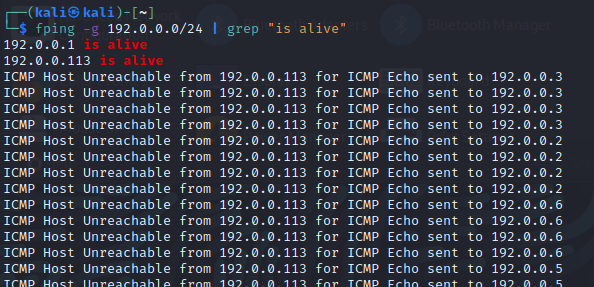 ┌──(kali㉿kali)-[~]
└─$ fping -g 192.0.0.0/24 | grep "is alive"
192.0.0.1 is alive
192.0.0.113 is alive
ICMP Host Unreachable from 192.0.0.113 for ICMP Echo sent to 192.0.0.3
ICMP Host Unreachable from 192.0.0.113 for ICMP Echo sent to 192.0.0.3
ICMP Host Unreachable from 192.0.0.113 for ICMP Echo sent to 192.0.0.3
ICMP Host Unreachable from 192.0.0.113 for ICMP Echo sent to 192.0.0.3
ICMP Host Unreachable from 192.0.0.113 for ICMP Echo sent to 192.0.0.2
ICMP Host Unreachable from 192.0.0.113 for ICMP Echo sent to 192.0.0.2
ICMP Host Unreachable from 192.0.0.113 for ICMP Echo sent to 192.0.0.2
ICMP Host Unreachable from 192.0.0.113 for ICMP Echo sent to 192.0.0.2
ICMP Host Unreachable from 192.0.0.113 for ICMP Echo sent to 192.0.0.6
ICMP Host Unreachable from 192.0.0.113 for ICMP Echo sent to 192.0.0.6
ICMP Host Unreachable from 192.0.0.113 for ICMP Echo sent to 192.0.0.6
ICMP Host Unreachable from 192.0.0.113 for ICMP Echo sent to 192.0.0.6
ICMP Host Unreachable from 192.0.0.113 for ICMP Echo sent to 192.0.0.5
ICMP Host Unreachable from 192.0.0.113 for ICMP Echo sent to 192.0.0.5
Bluetooth Manager